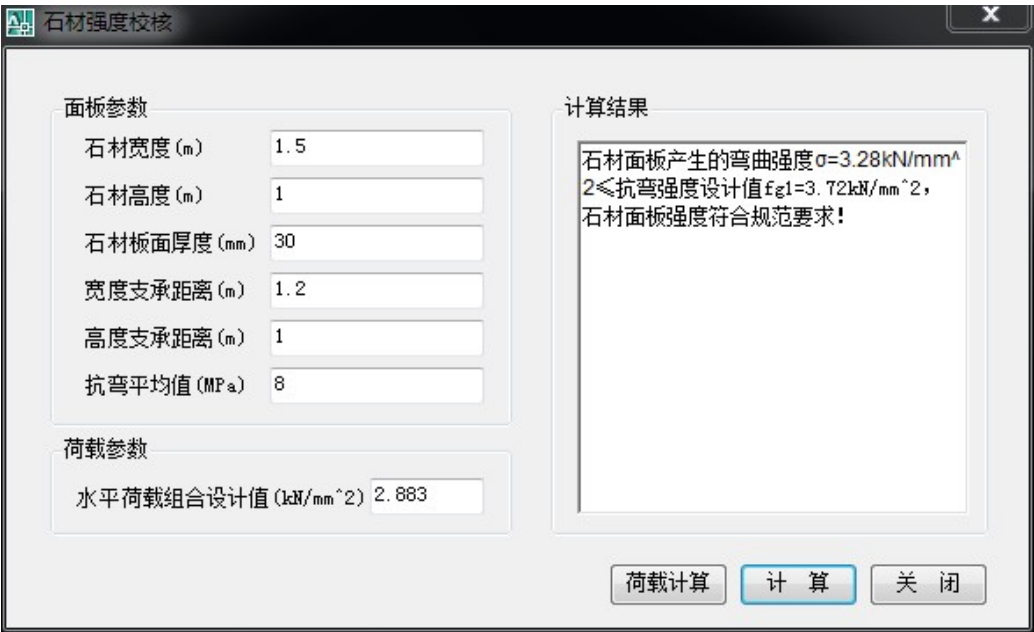 石材强度校核
面板参数
石材宽度(m) 1.5
石材高度(m) 1
石材板面厚度(mm) 30
宽度支承距离(m) 1.2
高度支承距离(m) 1
抗弯平均值(MPa) 8
荷载参数
水平荷载组合设计值(kN/mm^2) 2.883
计算结果
石材面板产生的弯曲强度σ=3.28kN/mm^
2≤抗弯强度设计值fg1=3.72kN/mm^2,
石材面板强度符合规范要求!
荷载计算 计 算 关 闭